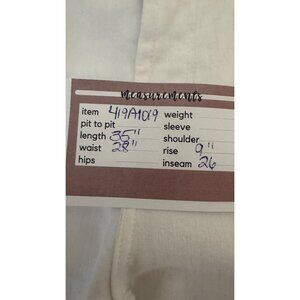 measurements
item 419A1019 weight
pit to pit sleeve
length 35" shoulder
waist 28" rise 9"
hips inseam 26